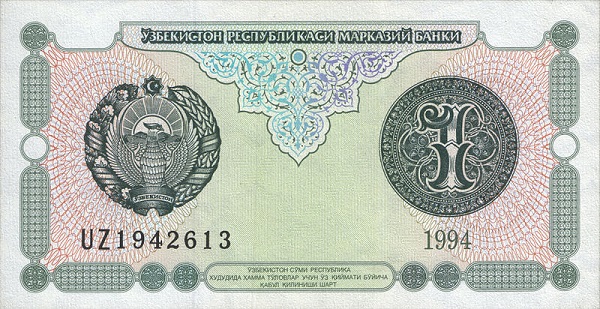 ЎЗБЕКИСТОН РЕСПУБЛИКАСИ МАРКАЗИЙ БАНКИ
1
ЎЗБЕКИСТОН
UZ1942613
1994
ЎЗБЕКИСТОН СЎМИ РЕСПУБЛИКА
ҲУДУДИДА ҲАММА ТЎЛОВЛАР УЧУН ЎЗ ҚИЙМАТИ БЎЙИЧА
ҚАБУЛ ҚИЛИНИШИ ШАРТ